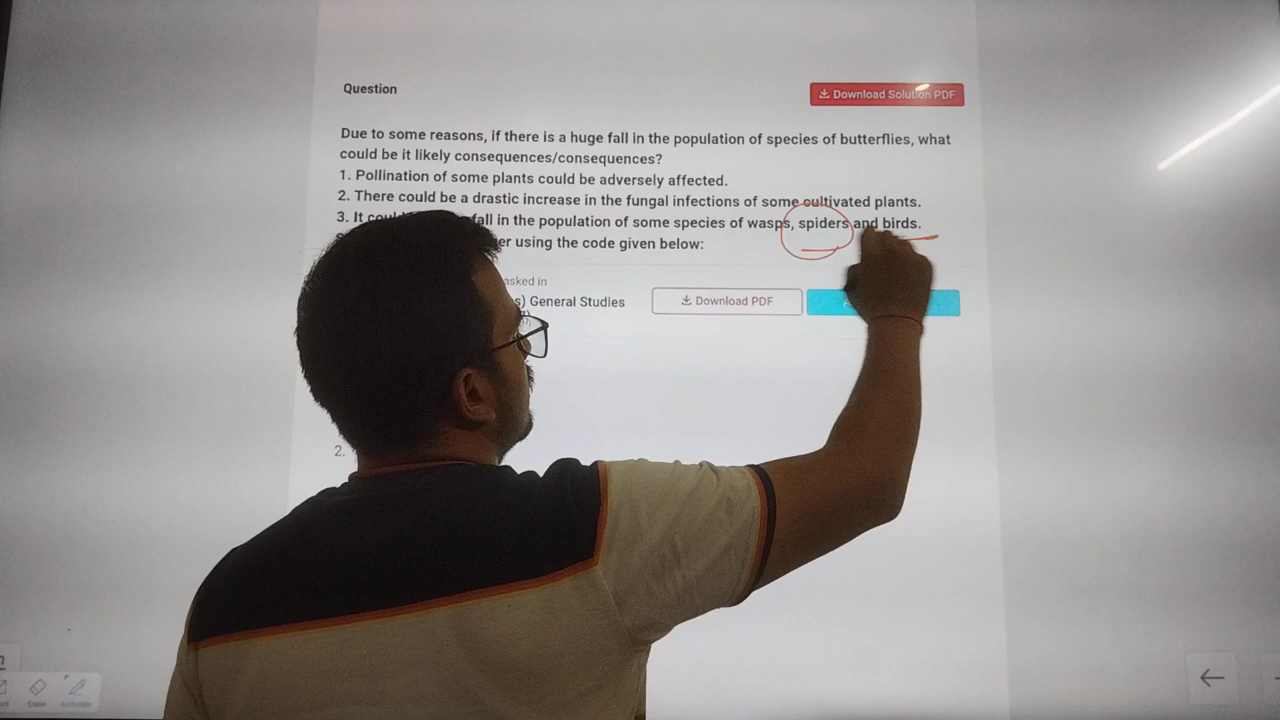 Question
Download Solution PDF
Due to some reasons, if there is a huge fall in the population of species of butterflies, what
could be it likely consequences/consequences?
1. Pollination of some plants could be adversely affected.
2. There could be a drastic increase in the fungal infections of some cultivated plants.
3. It could fall in the population of some species of wasps, spiders and birds.
using the code given below:
asked in
General Studies
Download PDF
2.
Erase
Annotate